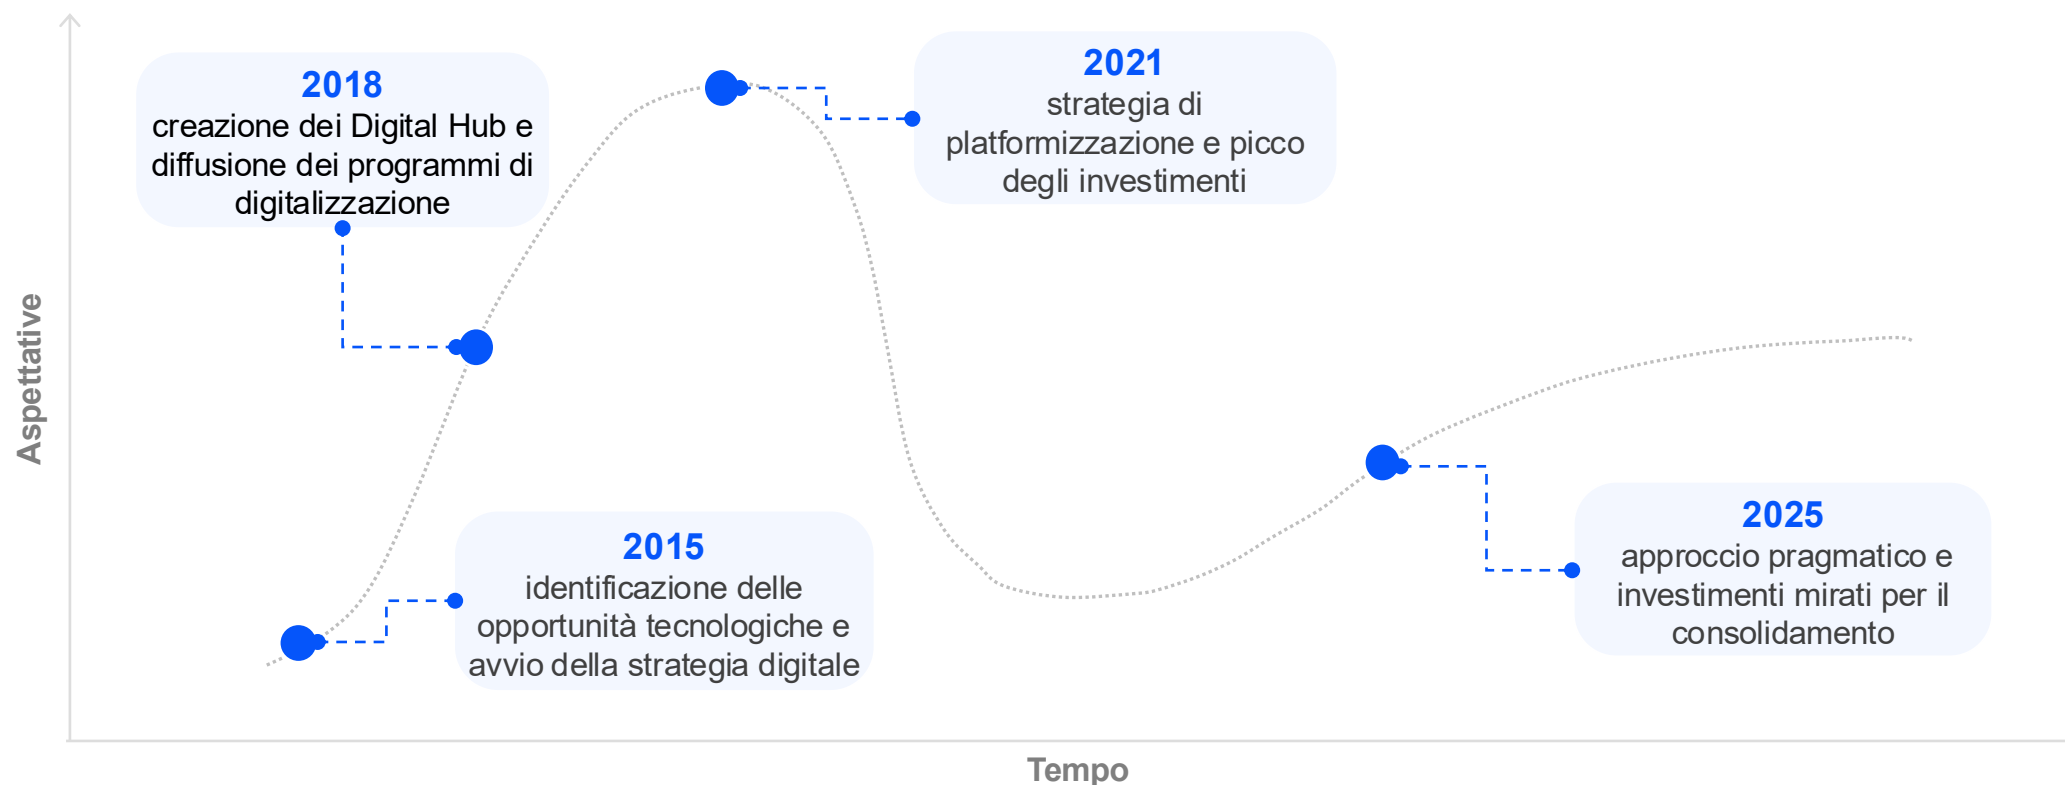 2018
creazione dei Digital Hub e
diffusione dei programmi di
digitalizzazione
2021
strategia di
platformizzazione e picco
degli investimenti
Aspettative
2015
identificazione delle
opportunità tecnologiche e
avvio della strategia digitale
2025
approccio pragmatico e
investimenti mirati per il
consolidamento
Tempo